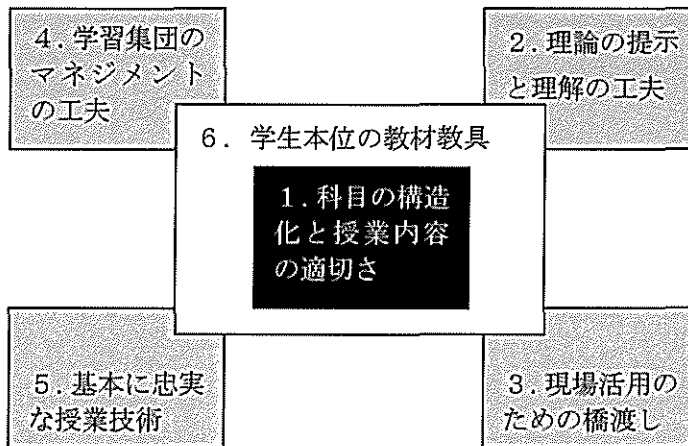 4.学習集団の
マネジメント
の工夫
2.理論の提示
と理解の工夫
6.学生本位の教材教具
1.科目の構造
化と授業内容
の適切さ
5.基本に忠実
な授業技術
3.現場活用の
ための橋渡し